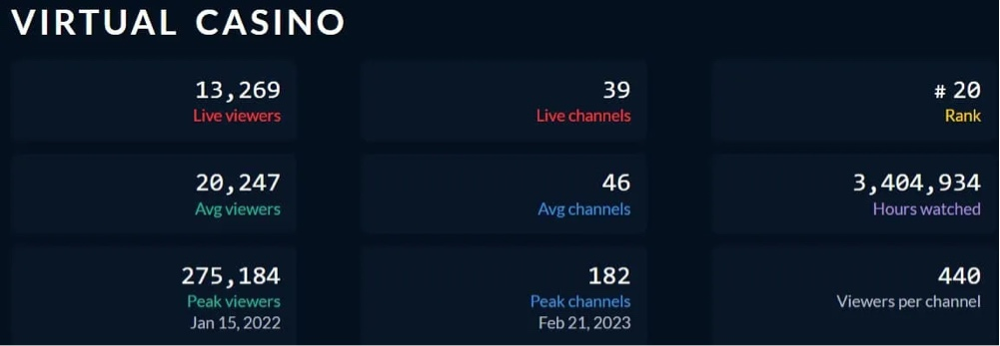 VIRTUAL CASINO
13,269
Live viewers
39
Live channels
# 20
Rank
20,247
Avg viewers
46
Avg channels
3,404,934
Hours watched
275,184
Peak viewers
Jan 15, 2022
182
Peak channels
Feb 21, 2023
440
Viewers per channel